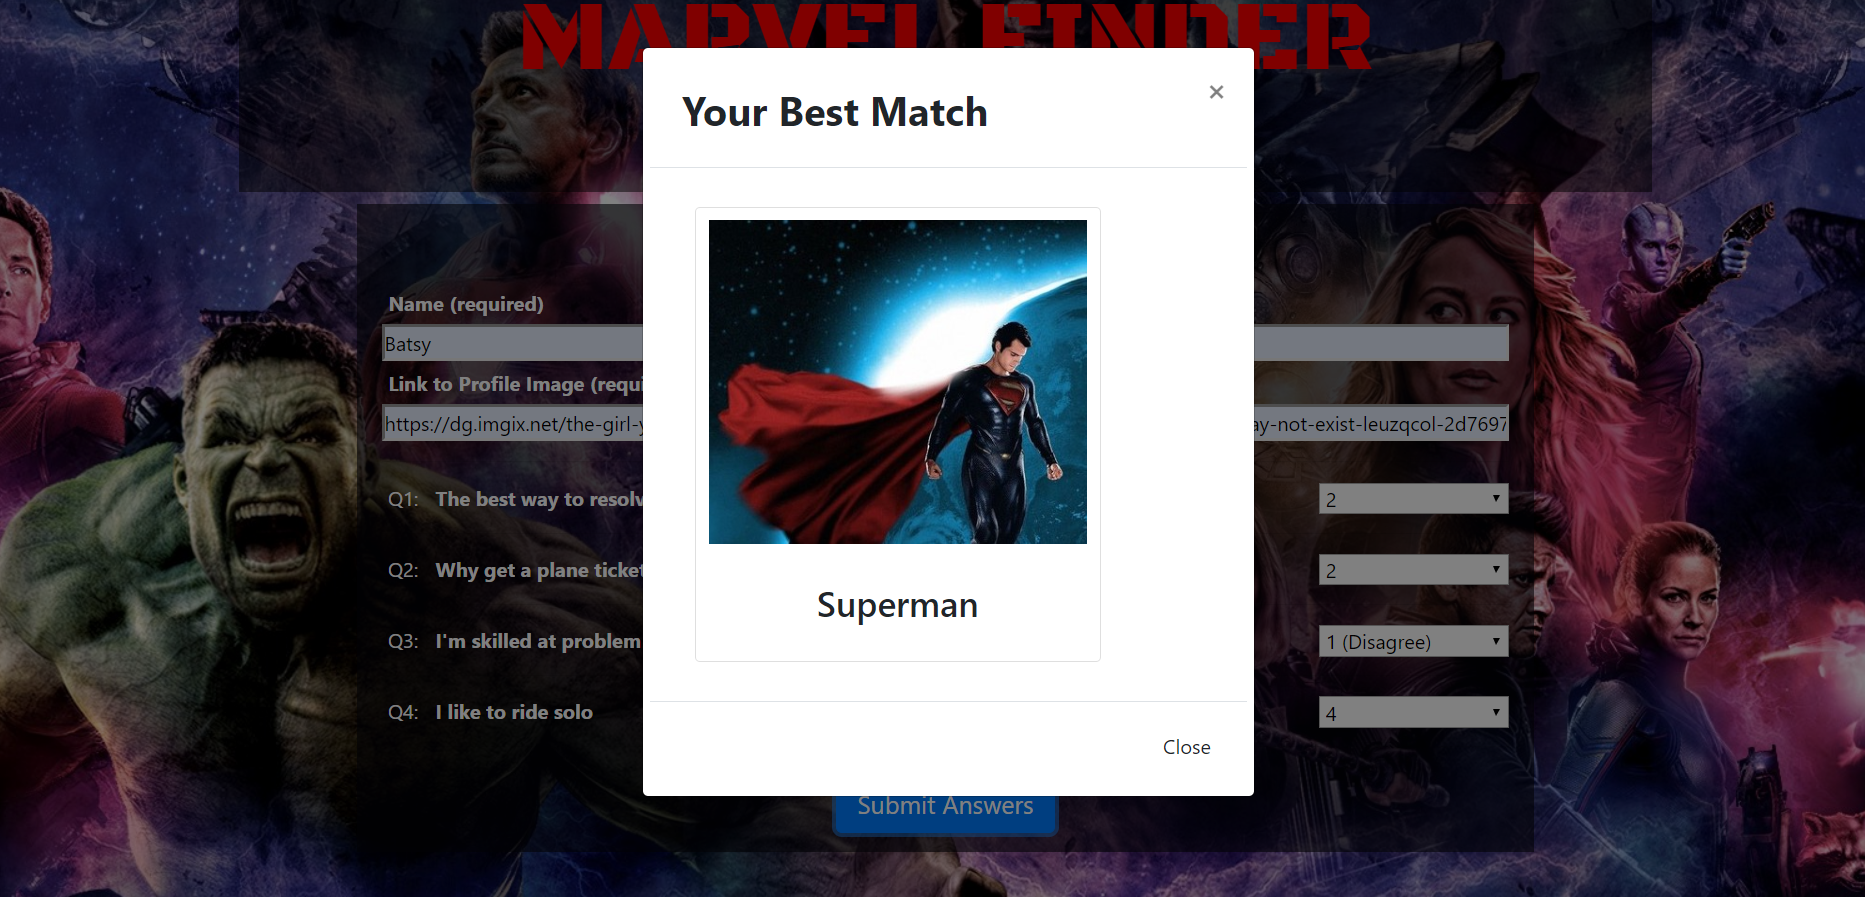 MARVEL FINDER
Your Best Match
×
Name (required)
Batsy
Link to Profile Image (requi
https://dg.imgix.net/the-girl-y ay-not-exist-leuzqcol-2d7697
Superman
Q1: The best way to resolv 2
Q2: Why get a plane ticket 2
Q3: I'm skilled at problem 1 (Disagree)
Q4: I like to ride solo 4
Close
Submit Answers